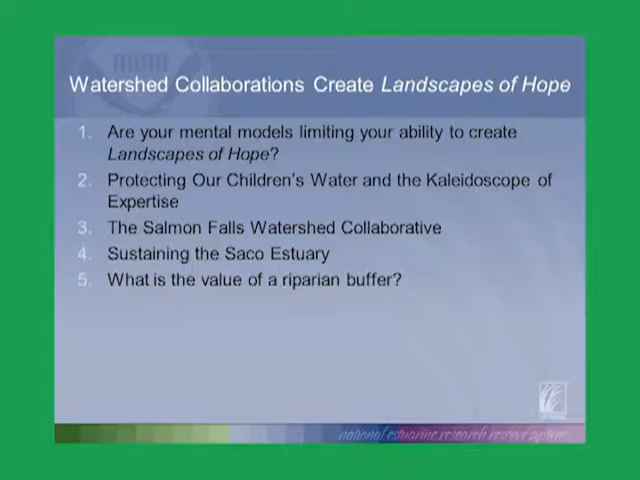 Watershed Collaborations Create Landscapes of Hope
1. Are your mental models limiting your ability to create
Landscapes of Hope?
2. Protecting Our Children's Water and the Kaleidoscope of
Expertise
3. The Salmon Falls Watershed Collaborative
4. Sustaining the Saco Estuary
5. What is the value of a riparian buffer?
national estuarine research reserve system